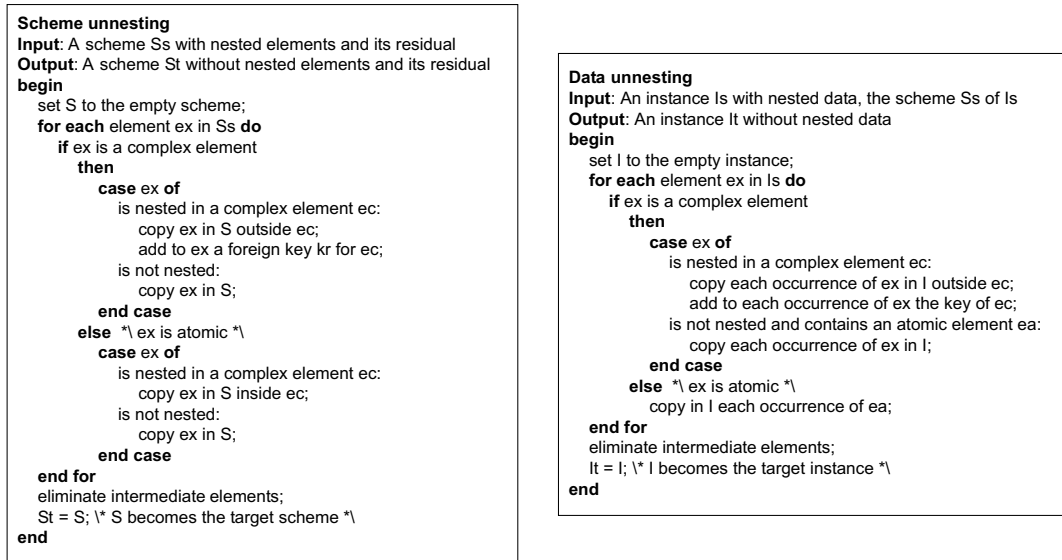 Scheme unnesting
Input: A scheme Ss with nested elements and its residual
Output: A scheme St without nested elements and its residual
begin
set S to the empty scheme;
for each element ex in Ss do
if ex is a complex element
then
case ex of
is nested in a complex element ec:
copy ex in S outside ec;
add to ex a foreign key kr for ec;
is not nested:
copy ex in S;
end case
else *\ ex is atomic *\
case ex of
is nested in a complex element ec:
copy ex in S inside ec;
is not nested:
copy ex in S;
end case
end for
eliminate intermediate elements;
St = S; \* S becomes the target scheme *\
end
Data unnesting
Input: An instance Is with nested data, the scheme Ss of Is
Output: An instance It without nested data
begin
set I to the empty instance;
for each element ex in Is do
if ex is a complex element
then
case ex of
is nested in a complex element ec:
copy each occurrence of ex in I outside ec;
add to each occurrence of ex the key of ec;
is not nested and contains an atomic element ea:
copy each occurrence of ex in I;
end case
else *\ ex is atomic *\
copy in I each occurrence of ea;
end for
eliminate intermediate elements;
It = I; \* I becomes the target instance *\
end